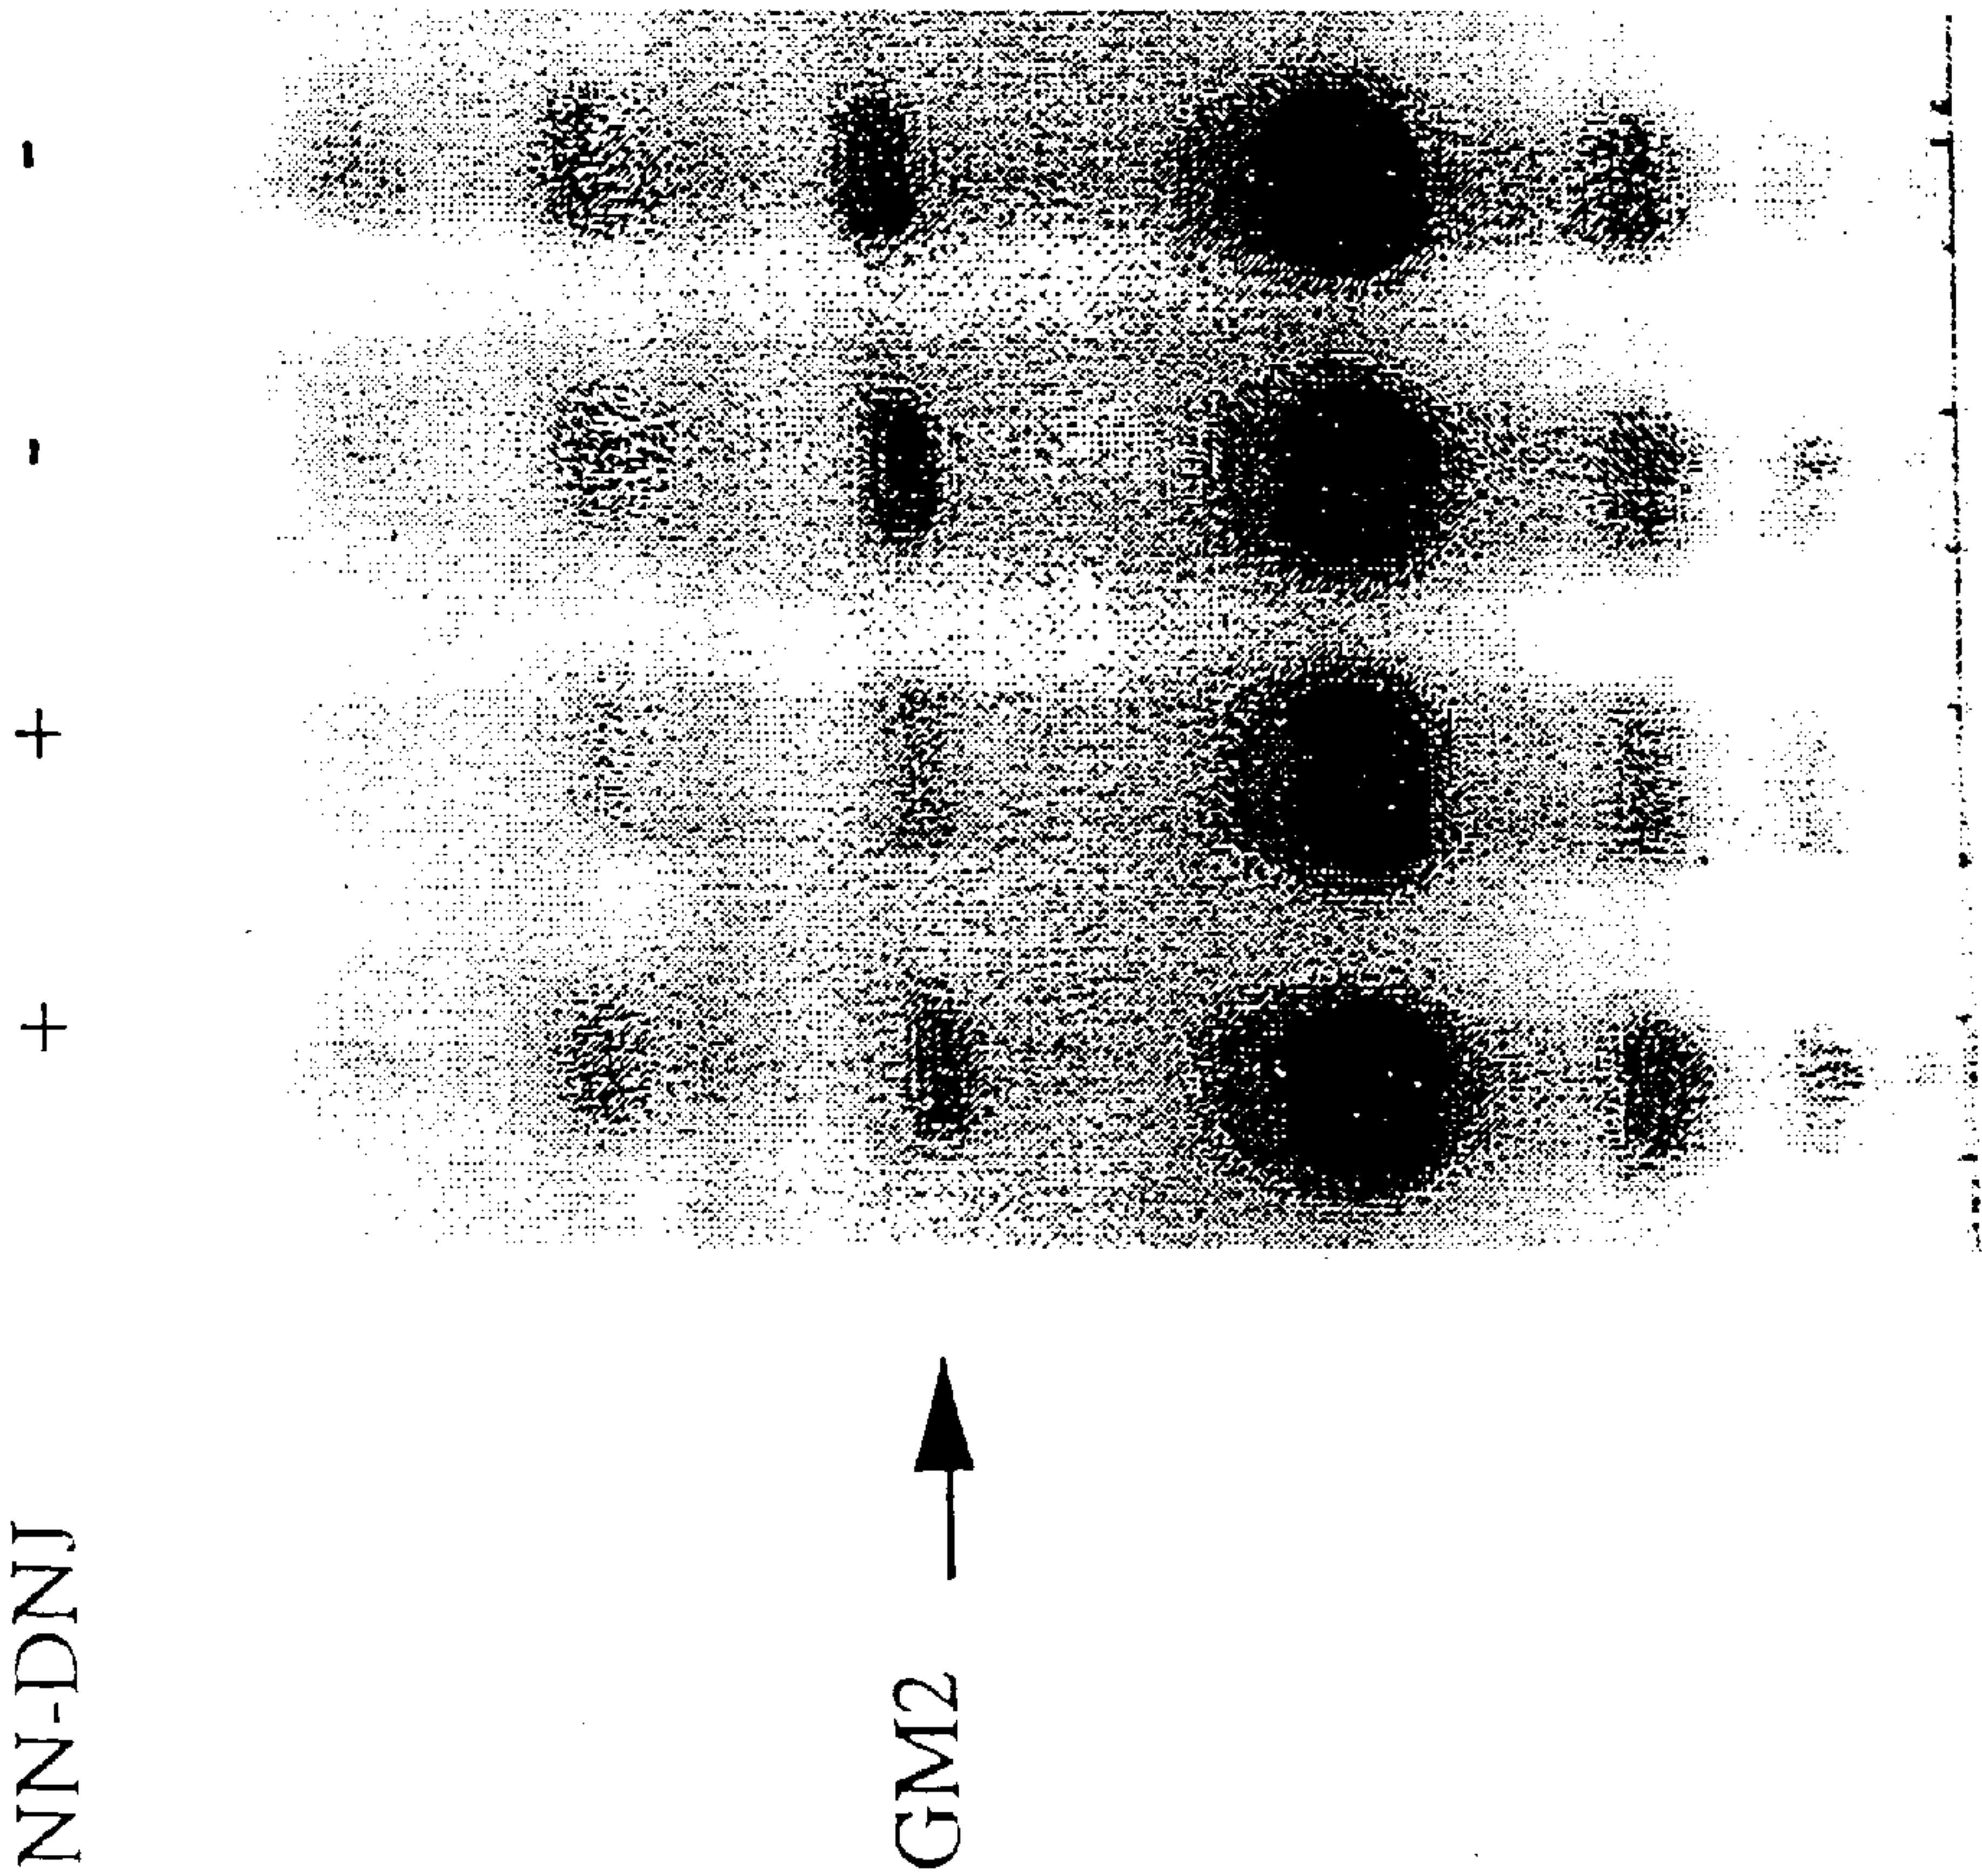 NN-DNJ + + - -
GM2